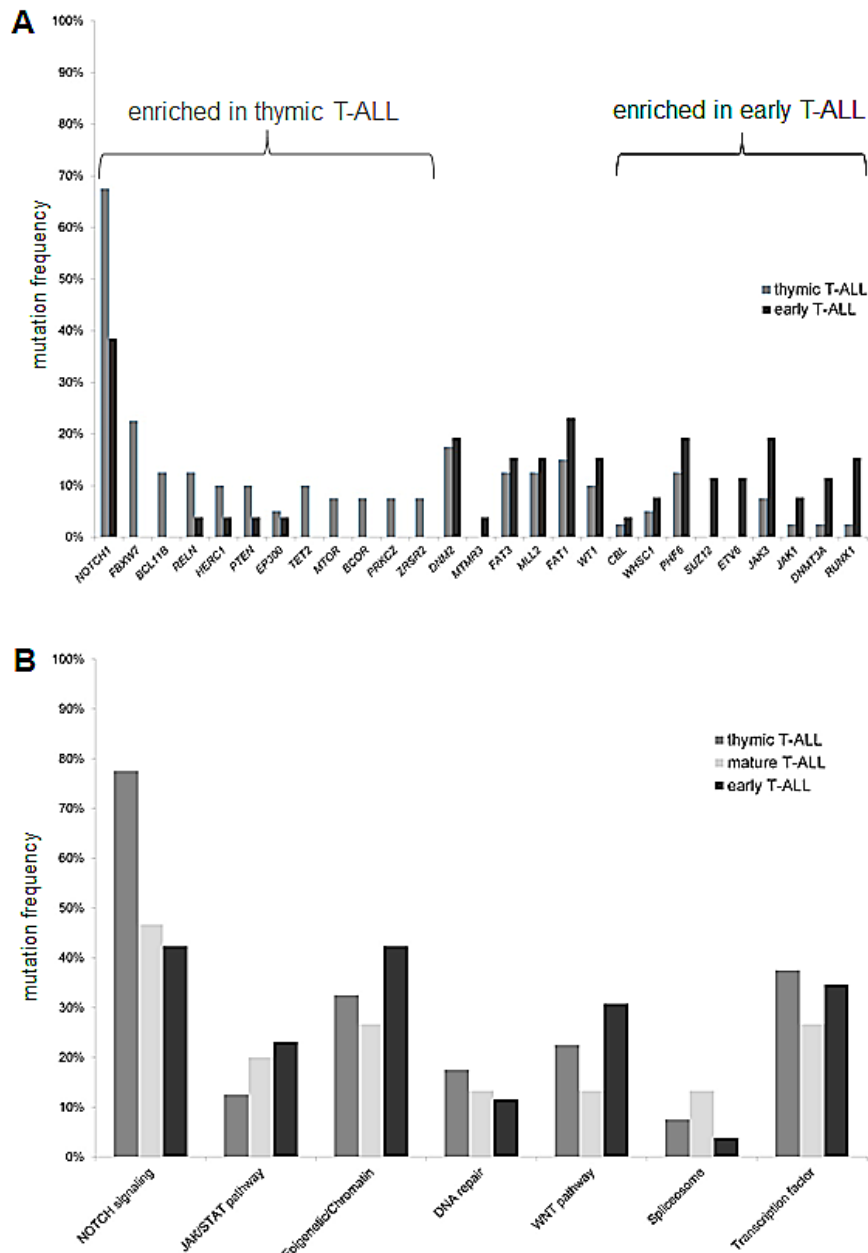 A
100%
90%
80%
70%
60%
50%
40%
30%
20%
10%
0%
mutation frequency
enriched in thymic T-ALL
enriched in early T-ALL
thymic T-ALL
early T-ALL
NOTCH1
FBXW7
BCL11B
RELN
HERC1
PTEN
EP300
TET2
MTOR
BCOR
PRKCZ
ZRSR2
DNM2
MTMR3
FAT3
MLL2
FAT1
WT1
CBL
WHSC1
PHF6
SUZ12
ETV6
JAK3
JAK1
DNMT3A
RUNX1
B
100%
90%
80%
70%
60%
50%
40%
30%
20%
10%
0%
mutation frequency
thymic T-ALL
mature T-ALL
early T-ALL
NOTCH signaling
JAK/STAT pathway
Epigenetic/Chromatin
DNA repair
WNT pathway
Spliceosome
Transcription factor